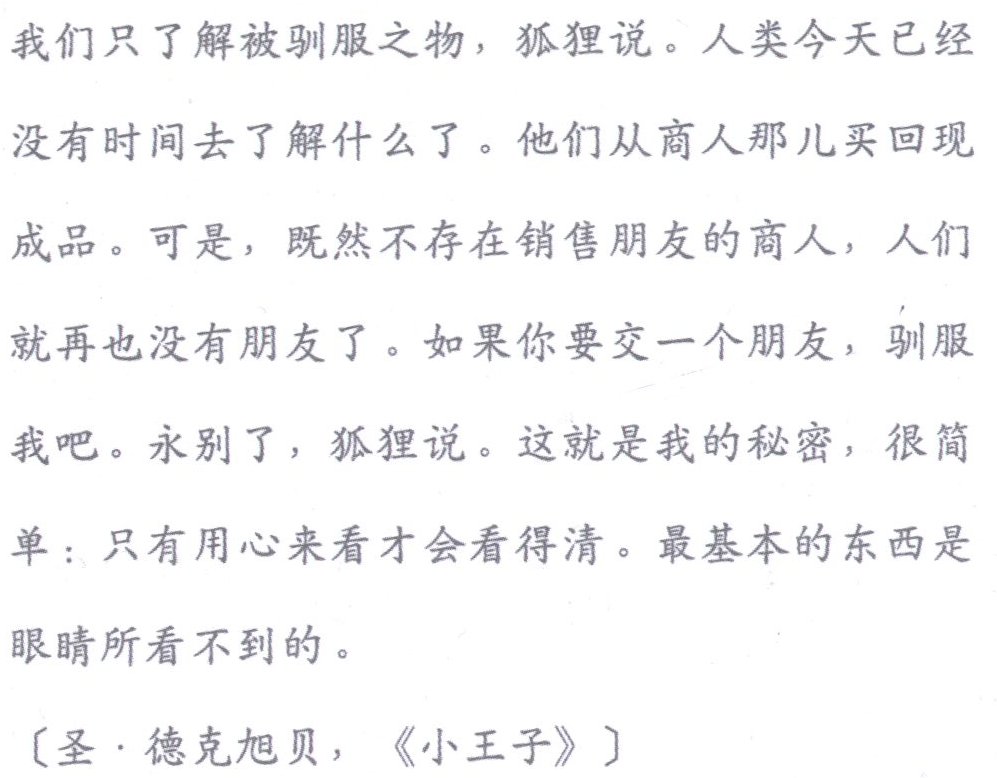 我们只了解被驯服之物，狐狸说。人类今天已经
没有时间去了解什么了。他们从商人那儿买回现
成品。可是，既然不存在销售朋友的商人，人们
就再也没有朋友了。如果你要交一个朋友，驯服
我吧。永别了，狐狸说。这就是我的秘密，很简
单：只有用心来看才会看得清。最基本的东西是
眼睛所看不到的。
〔圣·德克旭贝，《小王子》〕